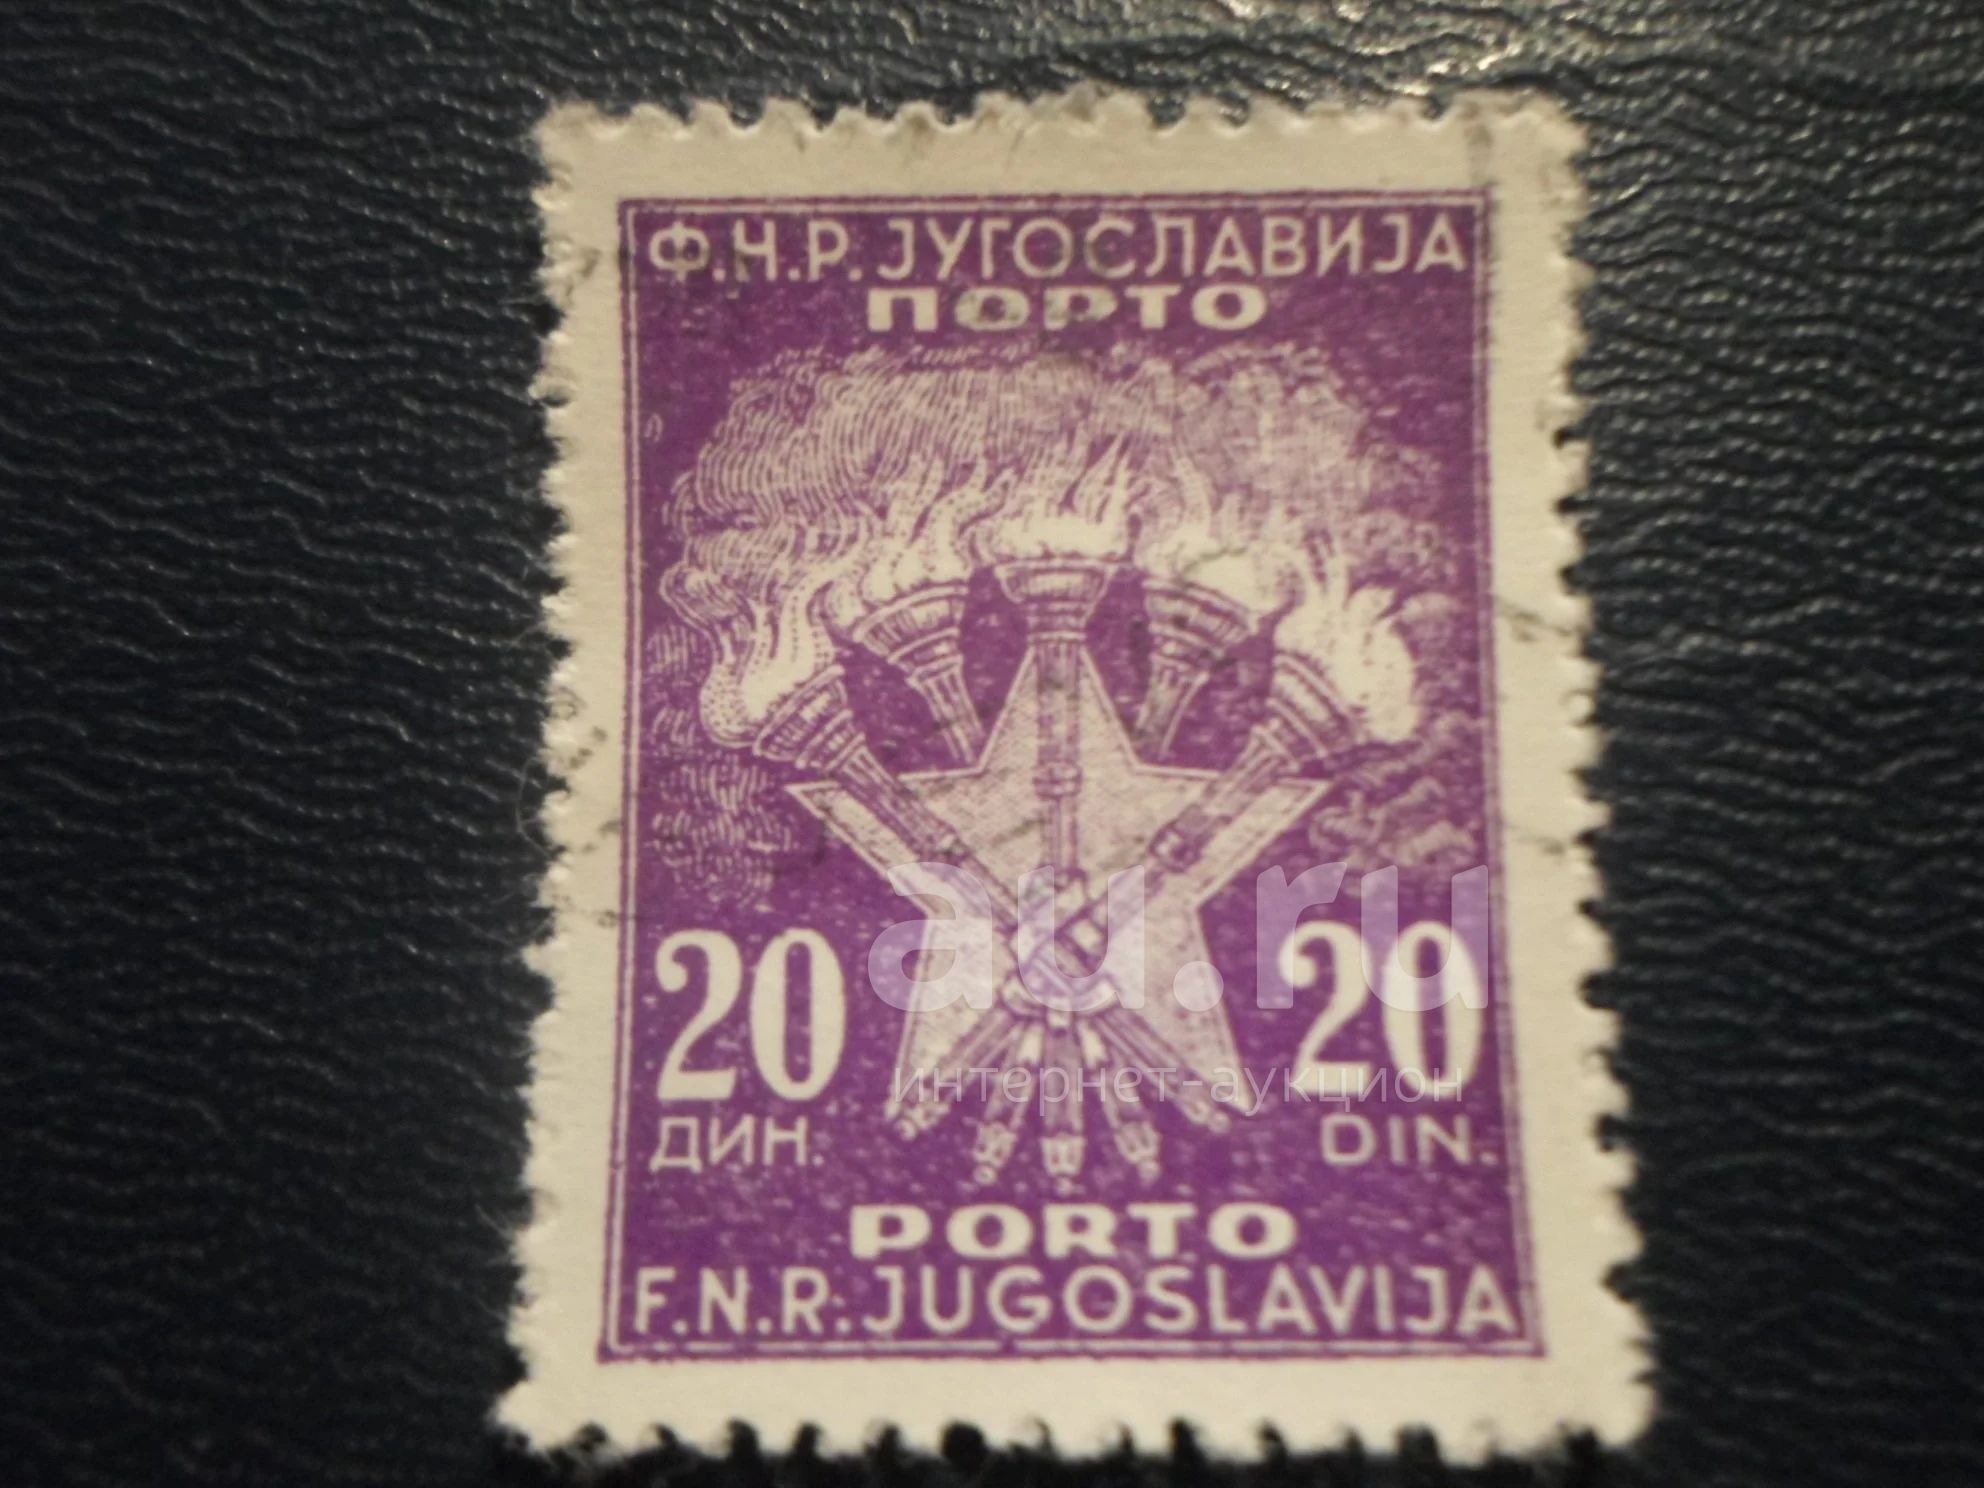 Ф.Н.Р. ЈУГОСЛАВИЈА
ПОРТО
au.ru
20 20
интернет-аукцион
ДИН. DIN.
PORTO
F.N.R. JUGOSLAVIJA